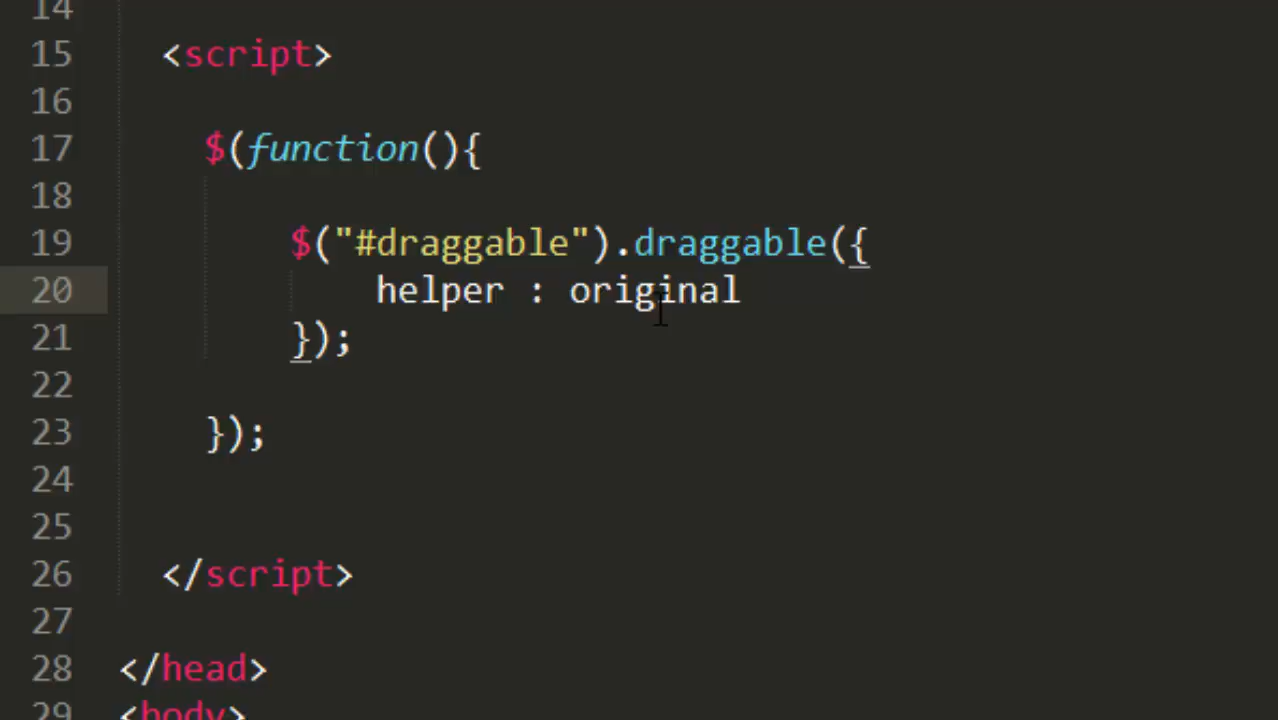 14
15 <script>
16
17 $(function(){
18
19 $("#draggable").draggable({
20 helper : original
21 });
22
23 });
24
25
26 </script>
27
28 </head>
29 <body>